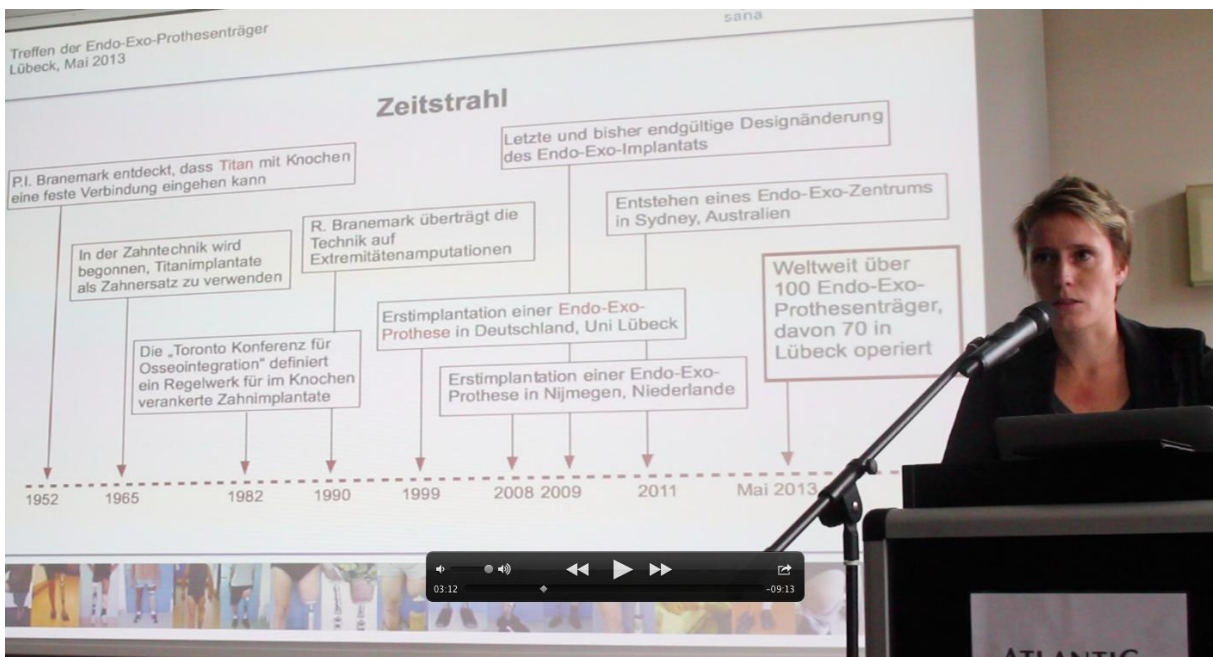 Treffen der Endo-Exo-Prothesenträger
Lübeck, Mai 2013
sana
Zeitstrahl
P.I. Branemark entdeckt, dass Titan mit Knochen
eine feste Verbindung eingehen kann
In der Zahntechnik wird
begonnen, Titanimplantate
als Zahnersatz zu verwenden
Die „Toronto Konferenz für
Osseointegration“ definiert
ein Regelwerk für im Knochen
verankerte Zahnimplantate
R. Branemark überträgt die
Technik auf
Extremitätenamputationen
Erstimplantation einer Endo-Exo-
Prothese in Deutschland, Uni Lübeck
Erstimplantation einer Endo-Exo-
Prothese in Nijmegen, Niederlande
Letzte und bisher endgültige Designänderung
des Endo-Exo-Implantats
Entstehen eines Endo-Exo-Zentrums
in Sydney, Australien
Weltweit über
100 Endo-Exo-
Prothesenträger,
davon 70 in
Lübeck operiert
1952 1965 1982 1990 1999 2008 2009 2011 Mai 2013
03:12 -09:13
ATLANTIC